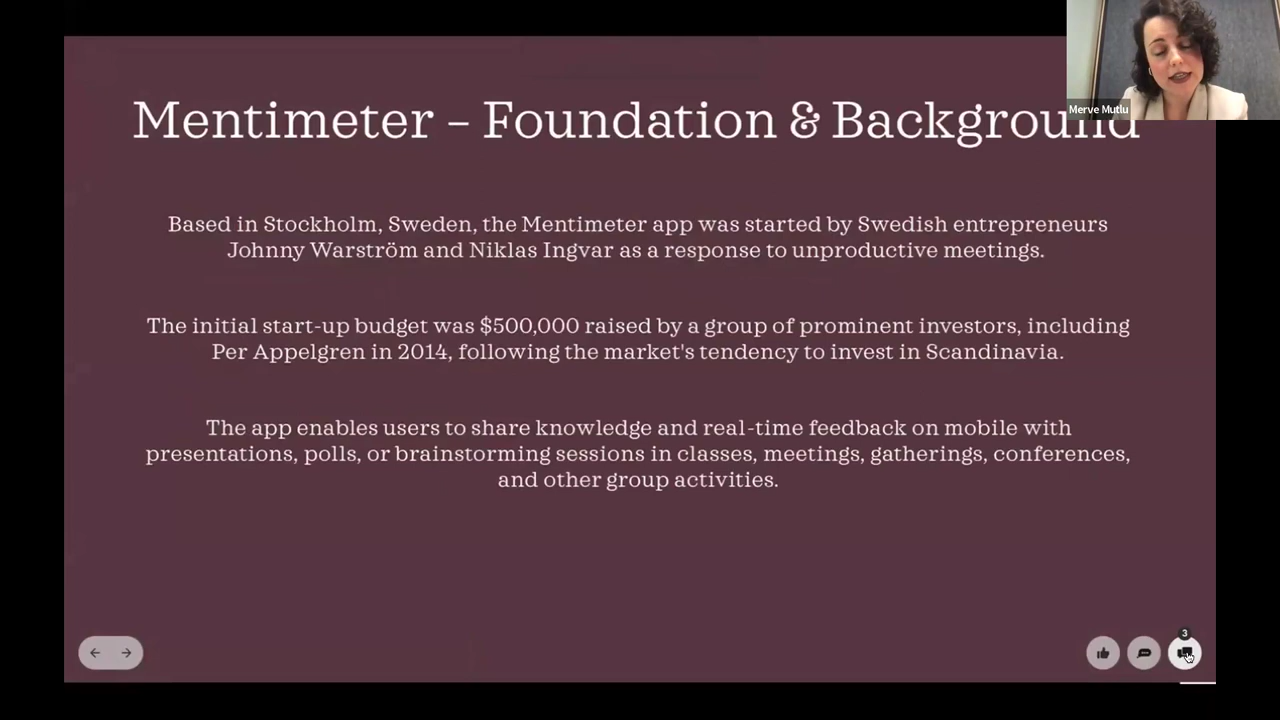 Mentimeter – Foundation & Background
Merve Mutlu
Based in Stockholm, Sweden, the Mentimeter app was started by Swedish entrepreneurs
Johnny Warström and Niklas Ingvar as a response to unproductive meetings.
The initial start-up budget was $500,000 raised by a group of prominent investors, including
Per Appelgren in 2014, following the market's tendency to invest in Scandinavia.
The app enables users to share knowledge and real-time feedback on mobile with
presentations, polls, or brainstorming sessions in classes, meetings, gatherings, conferences,
and other group activities.
3